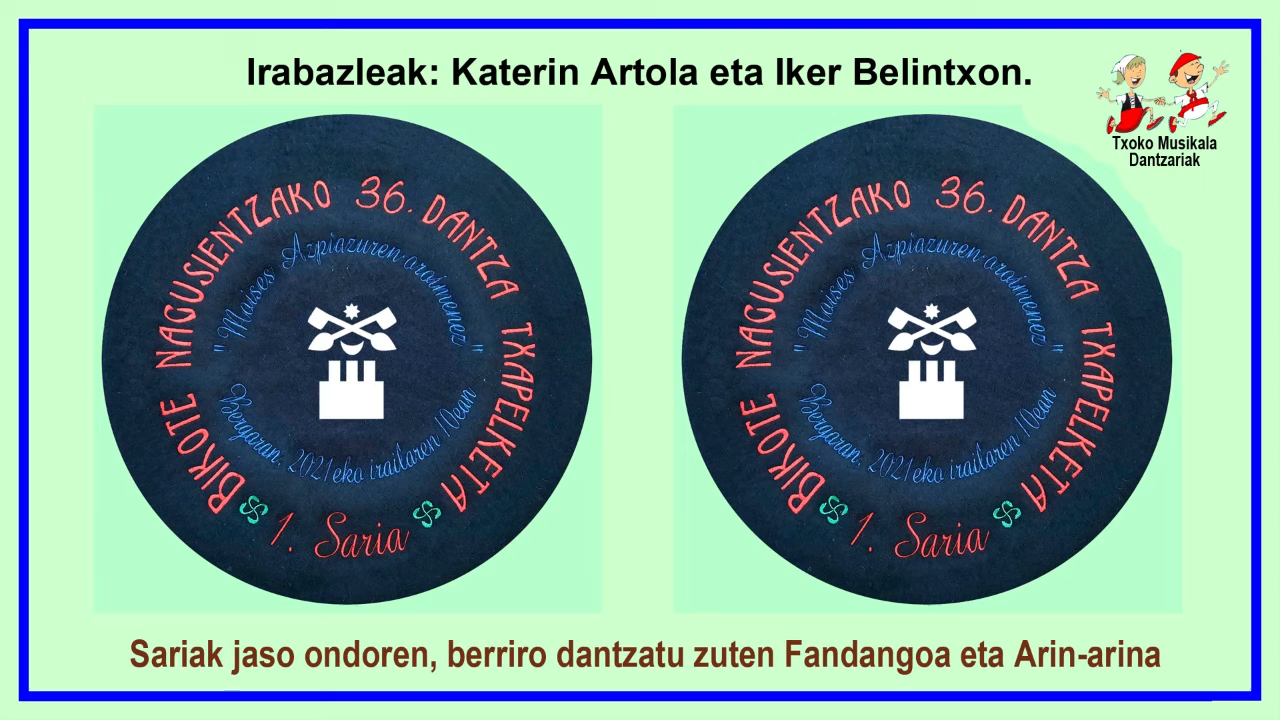 Irabazleak: Katerin Artola eta Iker Belintxon.
Txoko Musikala
Dantzariak
BIKOTE NAGUSIENTZAKO 36. DANTZA TXAPELKETA
"Moises Azpiazuren oroimenez"
Bergaran, 2021eko irailaren 10ean
1. Saria
BIKOTE NAGUSIENTZAKO 36. DANTZA TXAPELKETA
"Moises Azpiazuren oroimenez"
Bergaran, 2021eko irailaren 10ean
1. Saria
Sariak jaso ondoren, berriro dantzatu zuten Fandangoa eta Arin-arina